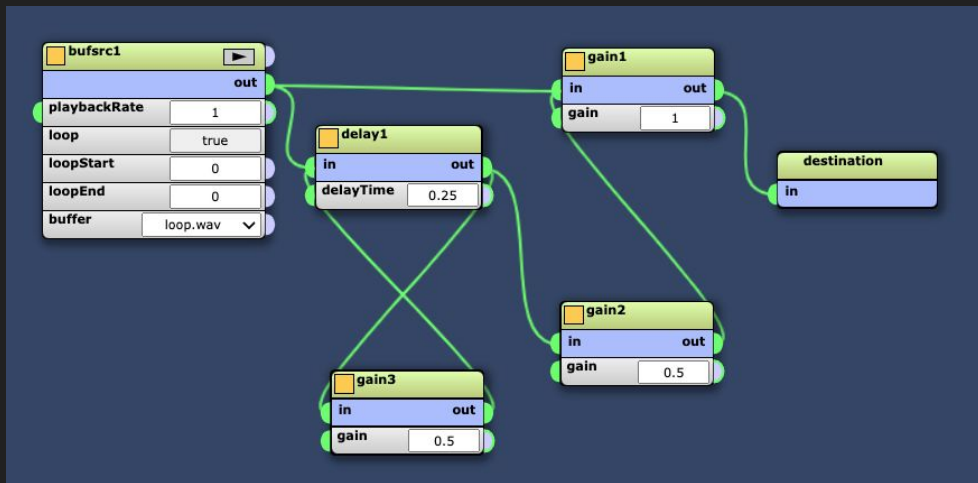 bufsrc1
out
playbackRate 1
loop true
loopStart 0
loopEnd 0
buffer loop.wav
delay1
in out
delayTime 0.25
gain1
in out
gain 1
destination
in
gain2
in out
gain 0.5
gain3
in out
gain 0.5